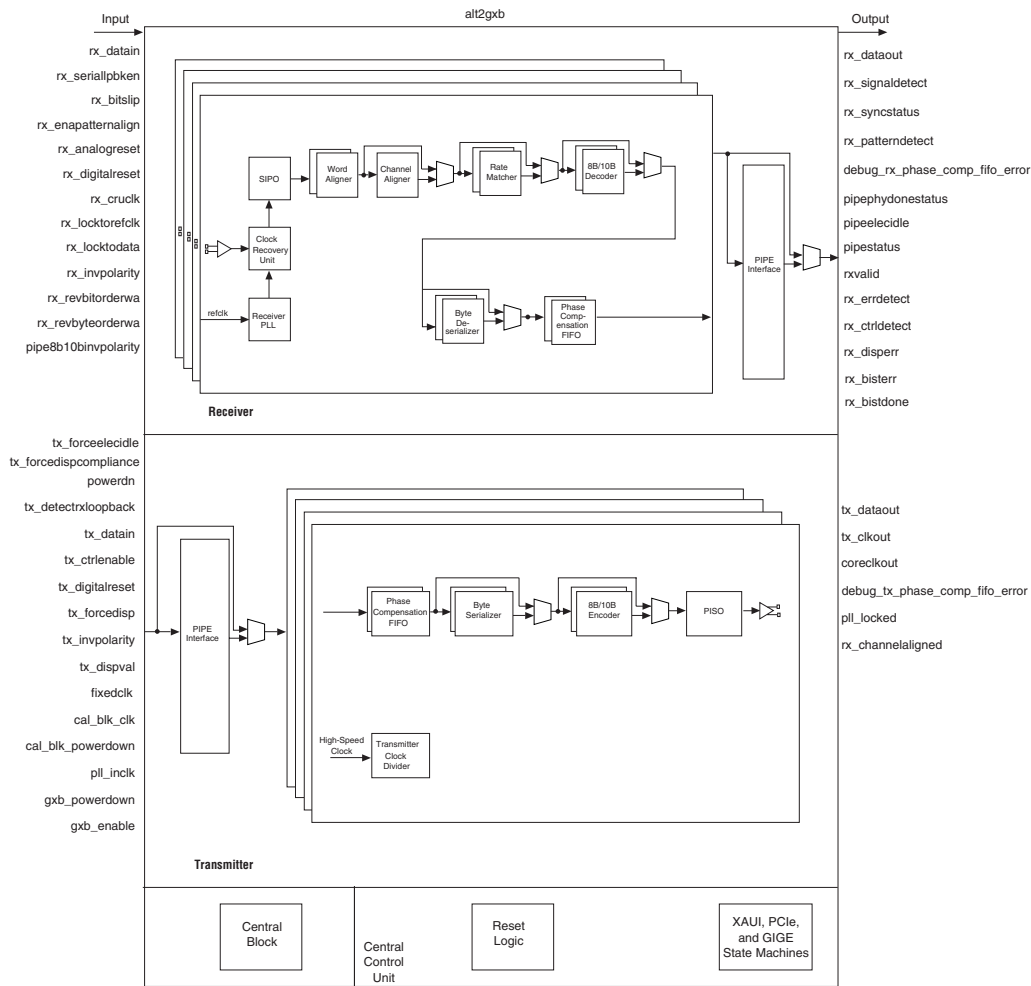 alt2gxb
Input
Output
rx_datain
rx_seriallpbken
rx_bitslip
rx_enapatternalign
rx_analogreset
rx_digitalreset
rx_cruclk
rx_locktorefclk
rx_locktodata
rx_invpolarity
rx_revbitorderwa
rx_revbyteorderwa
pipe8b10binvpolarity
SIPO
Word
Aligner
Channel
Aligner
Rate
Matcher
8B/10B
Decoder
Clock
Recovery
Unit
refclk
Receiver
PLL
Byte
De-
serializer
Phase
Comp-
ensation
FIFO
PIPE
Interface
Receiver
rx_dataout
rx_signaldetect
rx_syncstatus
rx_patterndetect
debug_rx_phase_comp_fifo_error
pipephydonestatus
pipeelecidle
pipestatus
rxvalid
rx_errdetect
rx_ctrldetect
rx_disperr
rx_bisterr
rx_bistdone
tx_forceelecidle
tx_forcedispcompliance
powerdn
tx_detectrxloopback
tx_datain
tx_ctrlenable
tx_digitalreset
tx_forcedisp
tx_invpolarity
tx_dispval
fixedclk
cal_blk_clk
cal_blk_powerdown
pll_inclk
gxb_powerdown
gxb_enable
PIPE
Interface
Phase
Compensation
FIFO
Byte
Serializer
8B/10B
Encoder
PISO
High-Speed
Clock
Transmitter
Clock
Divider
Transmitter
tx_dataout
tx_clkout
coreclkout
debug_tx_phase_comp_fifo_error
pll_locked
rx_channelaligned
Central
Block
Central
Control
Unit
Reset
Logic
XAUI, PCIe,
and GIGE
State Machines